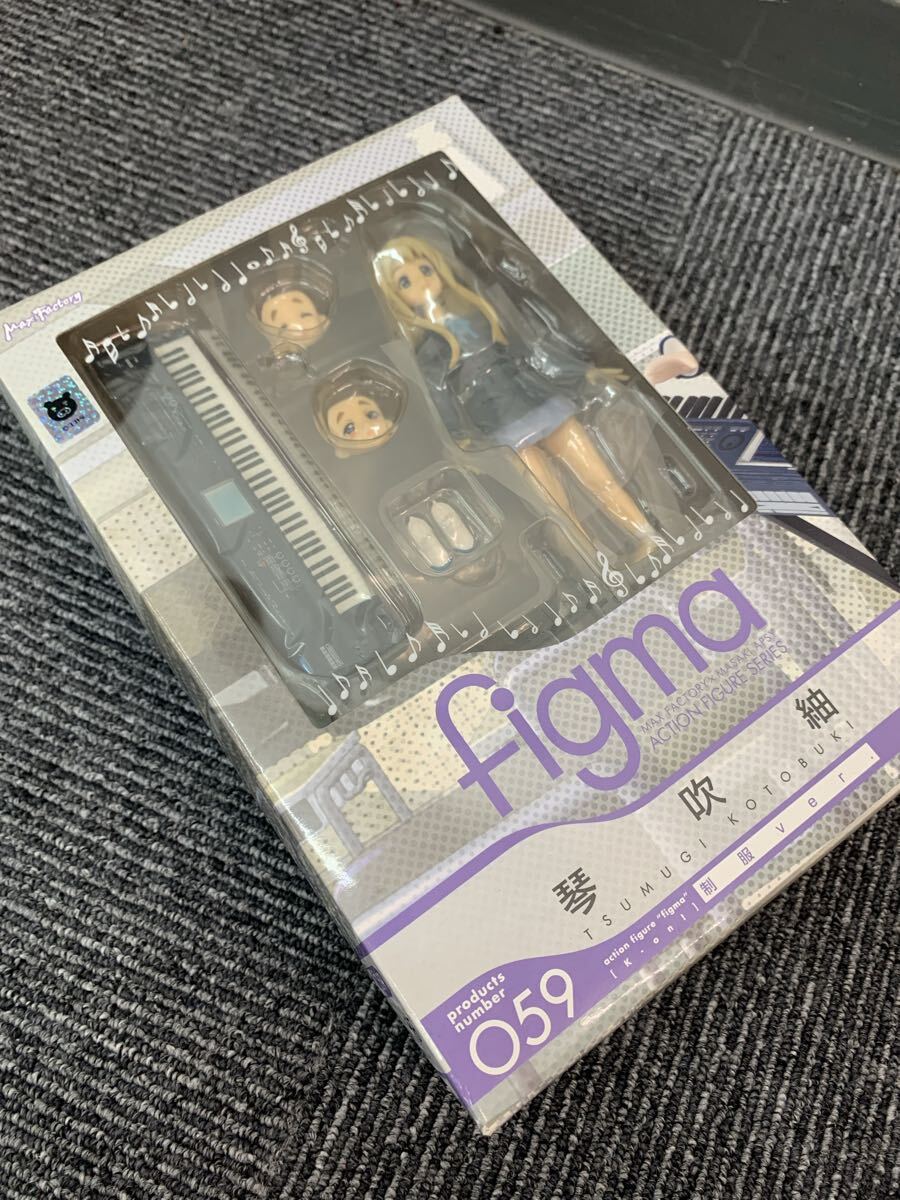 Max Factory
figma
MAX FACTORY × MASAKI APSY
ACTION FIGURE SERIES
琴吹 紬
TSUMUGI KOTOBUKI
action figure "figma"
[K-on!] 制服ver.
products
number
059